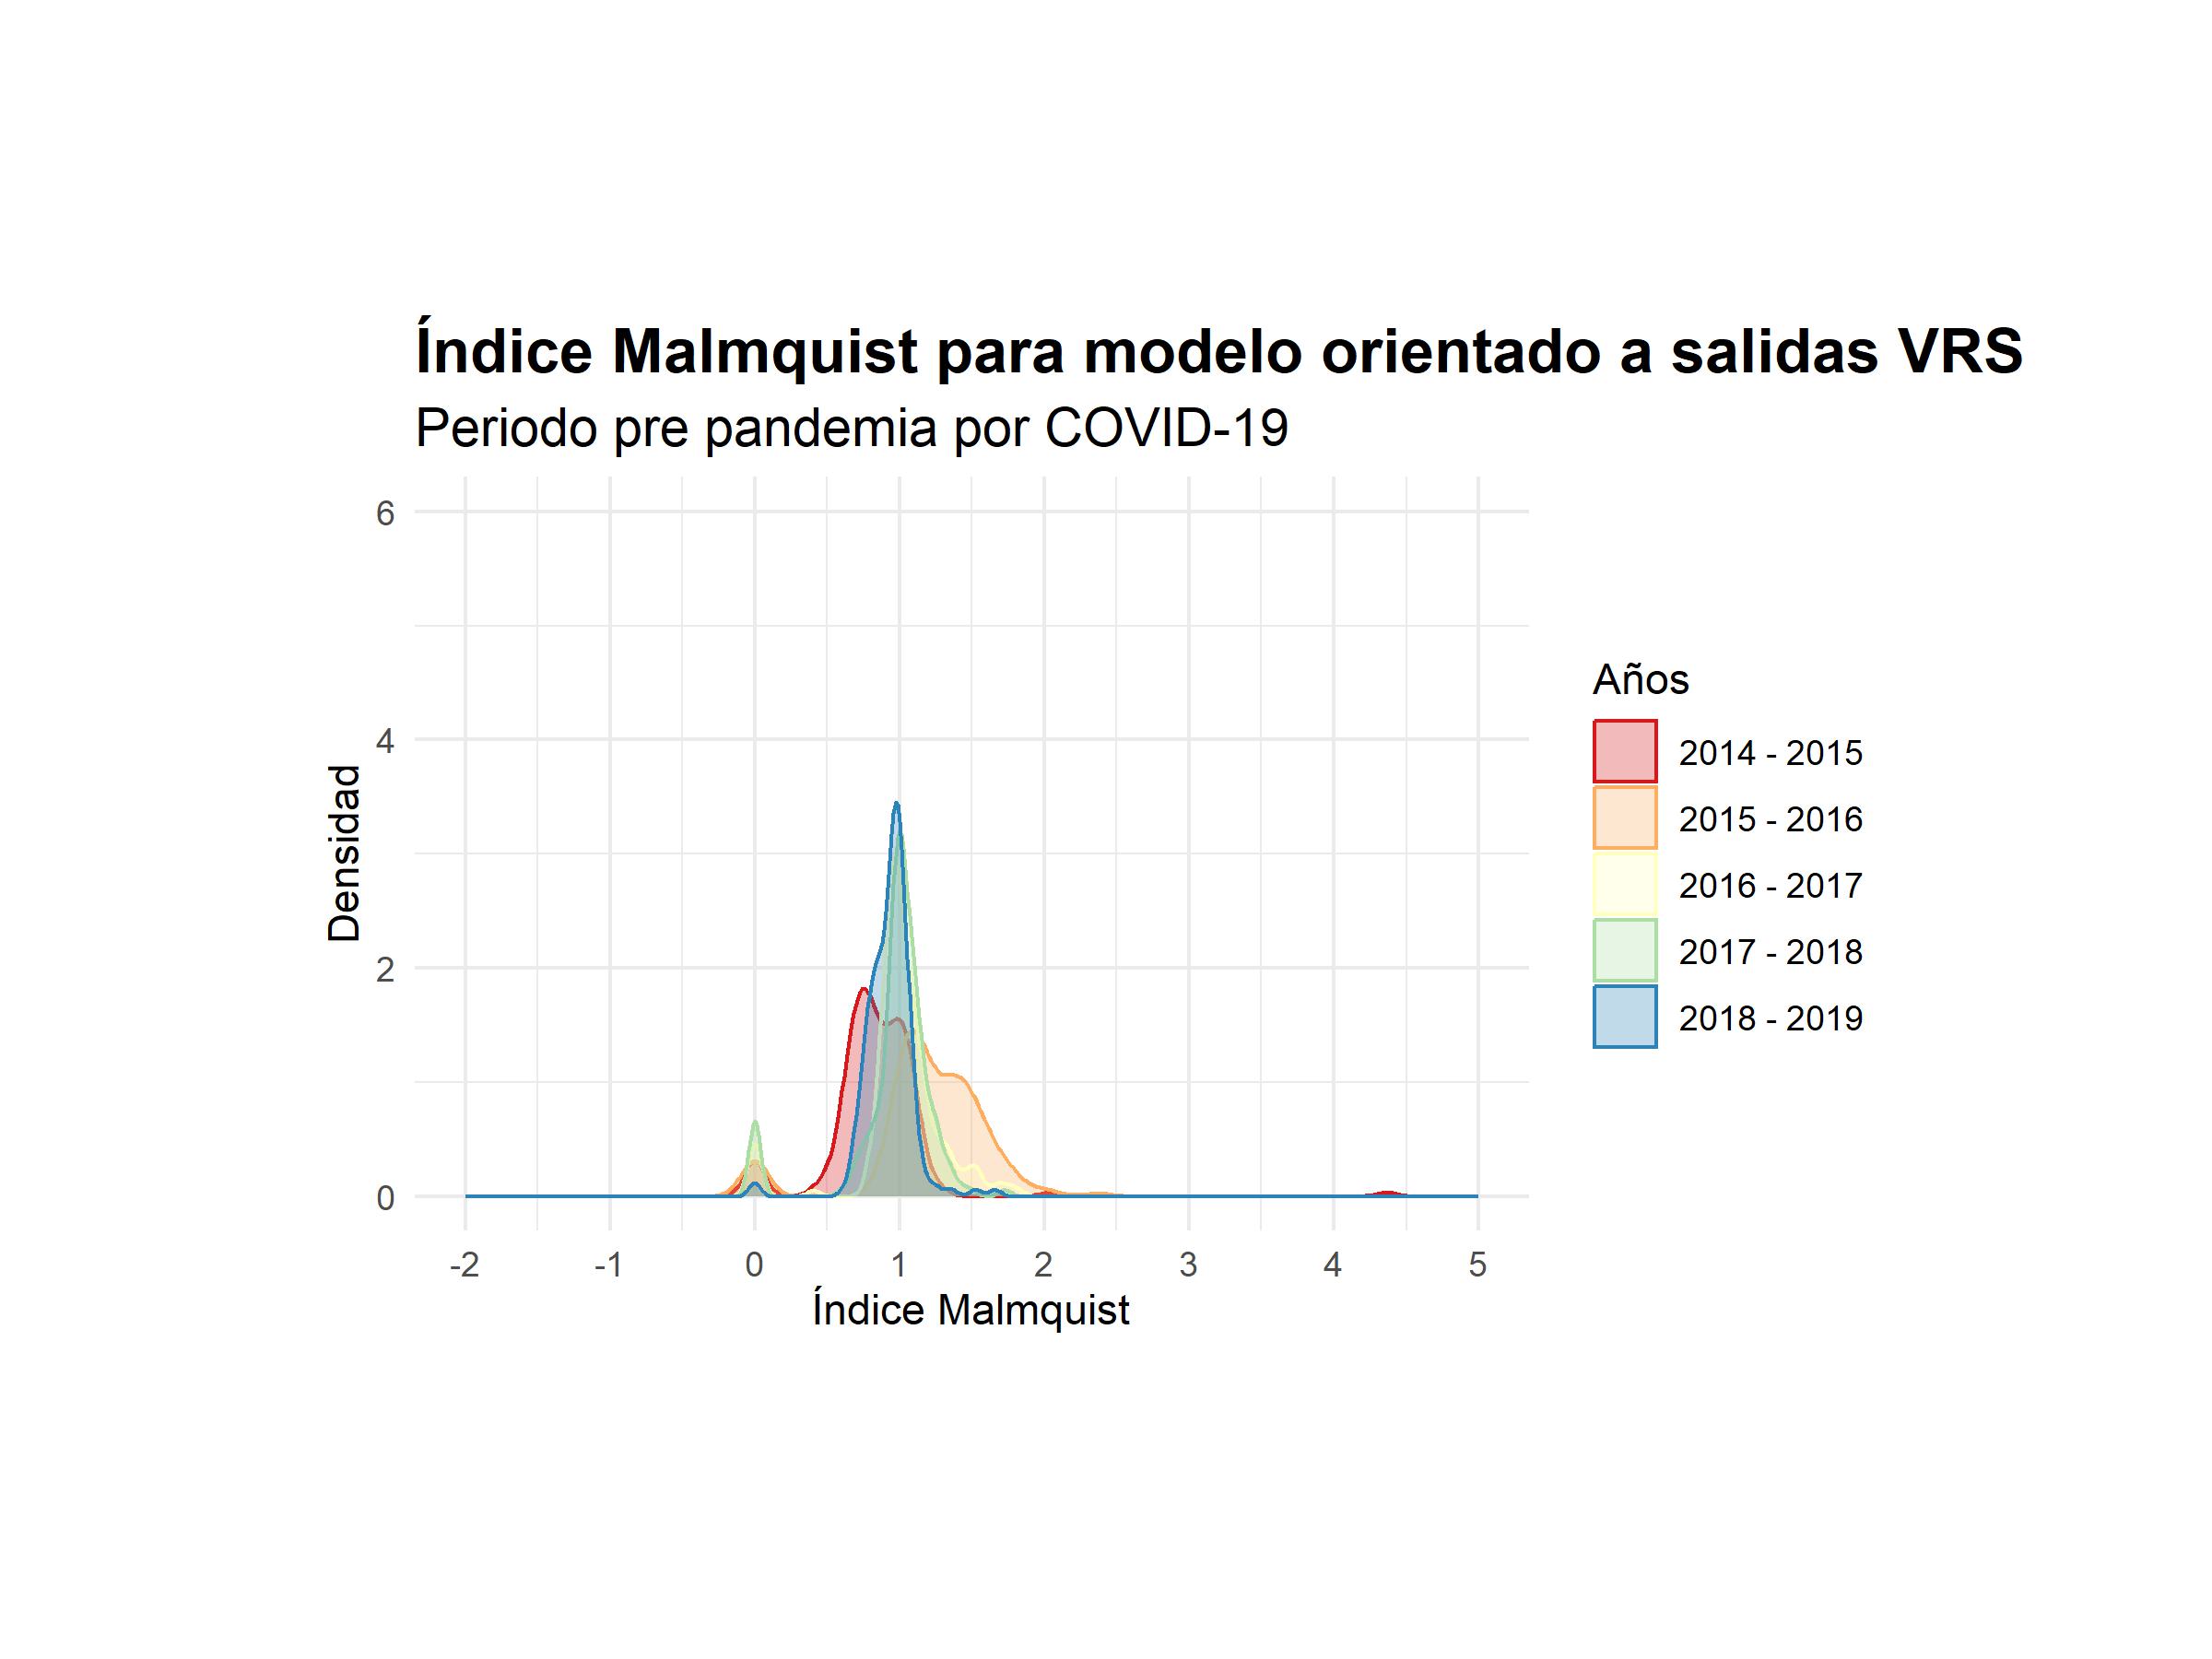 Índice Malmquist para modelo orientado a salidas VRS
Periodo pre pandemia por COVID-19
6
4
2
0
Densidad
-2 -1 0 1 2 3 4 5
Índice Malmquist
Años
2014 - 2015
2015 - 2016
2016 - 2017
2017 - 2018
2018 - 2019